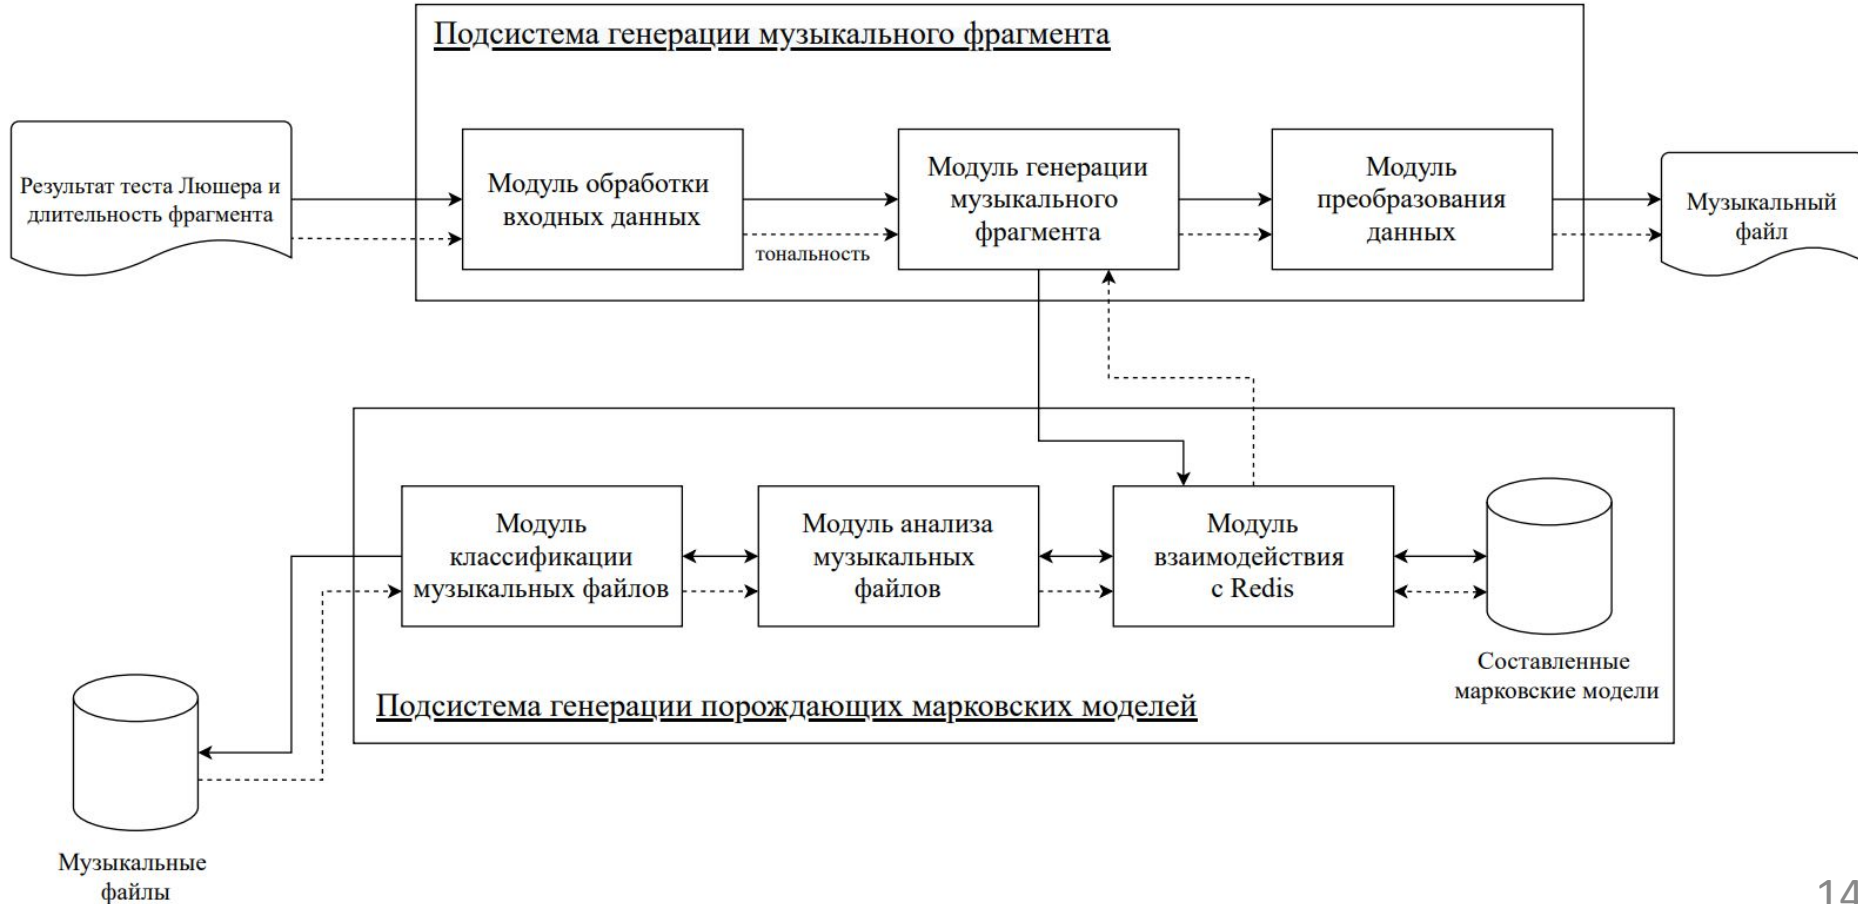 Подсистема генерации музыкального фрагмента
Результат теста Люшера и
длительность фрагмента
Модуль обработки
входных данных
тональность
Модуль генерации
музыкального
фрагмента
Модуль
преобразования
данных
Музыкальный
файл
Модуль
классификации
музыкальных файлов
Модуль анализа
музыкальных
файлов
Модуль
взаимодействия
с Redis
Составленные
марковские модели
Подсистема генерации порождающих марковских моделей
Музыкальные
файлы
14